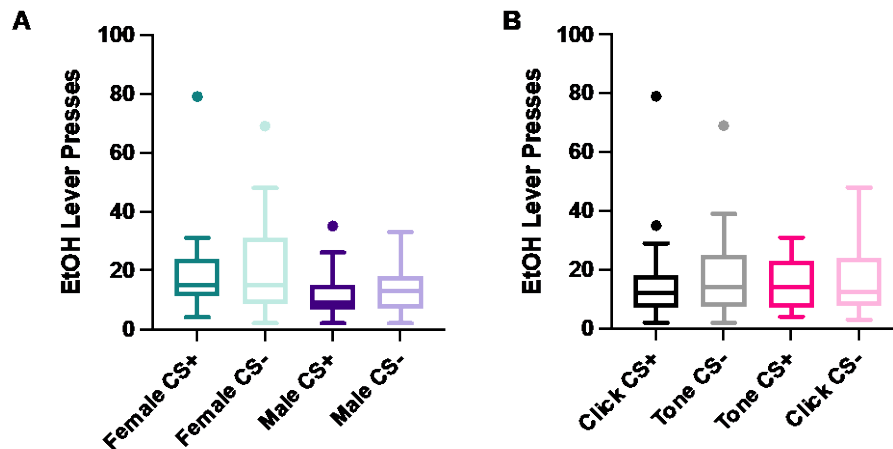 A
EtOH Lever Presses
100
80
60
40
20
0
Female CS+
Female CS-
Male CS+
Male CS-
B
EtOH Lever Presses
100
80
60
40
20
0
Click CS+
Tone CS-
Tone CS+
Click CS-